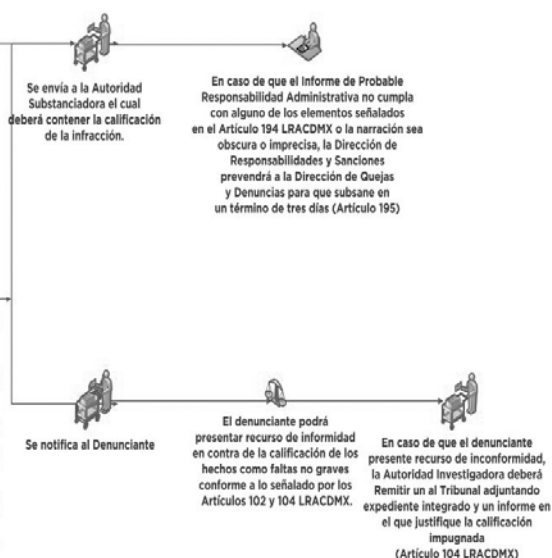 Se envía a la Autoridad
Substanciadora el cual
deberá contener la calificación
de la infracción.
En caso de que el Informe de Probable
Responsabilidad Administrativa no cumpla
con alguno de los elementos señalados
en el Artículo 194 LRACDMX o la narración sea
obscura o imprecisa, la Dirección de
Responsabilidades y Sanciones
prevendrá a la Dirección de Quejas
y Denuncias para que subsane en
un término de tres días (Artículo 195)
Se notifica al Denunciante
El denunciante podrá
presentar recurso de informidad
en contra de la calificación de los
hechos como faltas no graves
conforme a lo señalado por los
Artículos 102 y 104 LRACDMX.
En caso de que el denunciante
presente recurso de inconformidad,
la Autoridad Investigadora deberá
Remitir un al Tribunal adjuntando
expediente integrado y un informe en
el que justifique la calificación
impugnada
(Artículo 104 LRACDMX)